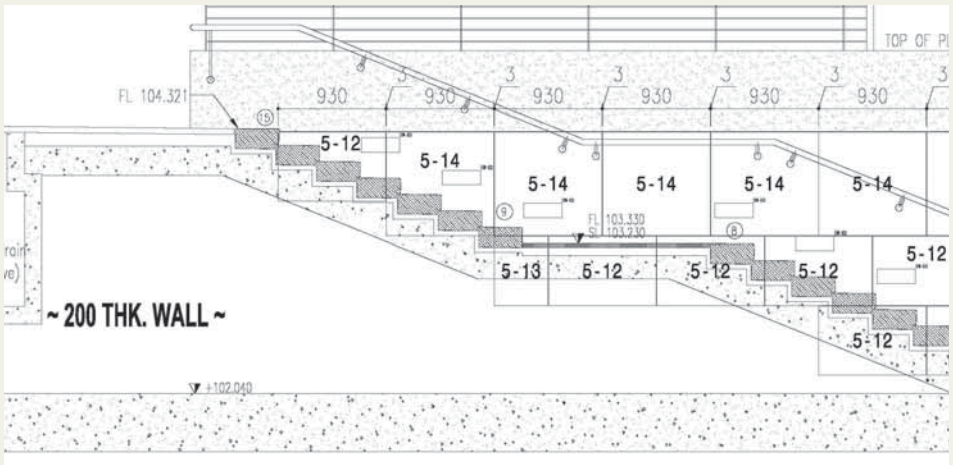 TOP OF
3 3 3 3 3 3
930 930 930 930 930 930
FL 104.321
15
5-12
5-14
5-14
5-14
5-14
5-14
9
FL 103.330
SL 103.230
8
5-13
5-12
5-12
5-12
5-12
5-12
~ 200 THK. WALL ~
+102.040